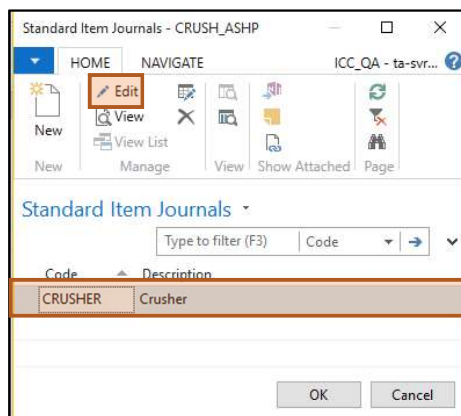 Standard Item Journals - CRUSH_ASHP
HOME NAVIGATE ICC_QA - ta-svr...
New
Edit
View
View List
New Manage View Show Attached Page
Standard Item Journals
Type to filter (F3) Code
Code Description
CRUSHER Crusher
OK Cancel